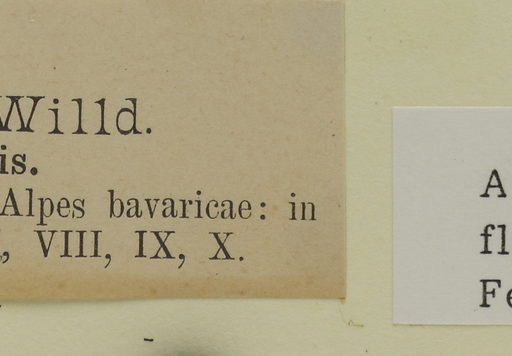 Willd.
is.
Alpes bavaricae: in
, VIII, IX, X.
A
fl
Fe